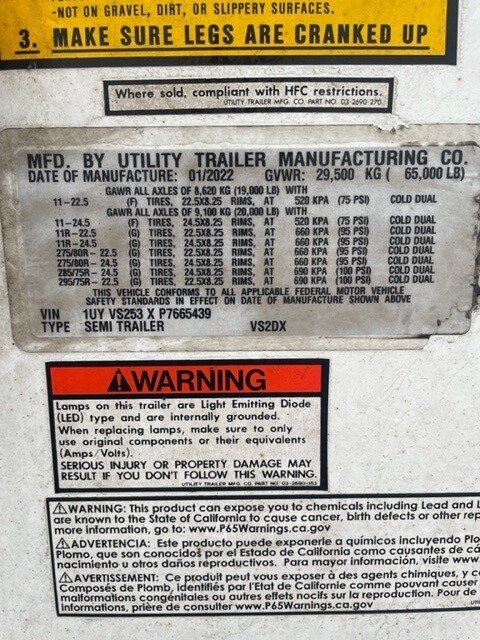 -NOT ON GRAVEL, DIRT, OR SLIPPERY SURFACES.
3. MAKE SURE LEGS ARE CRANKED UP
Where sold, compliant with HFC restrictions.
UTILITY TRAILER MFG. CO. PART NO. 03-2690 270
MFD. BY UTILITY TRAILER MANUFACTURING CO.
DATE OF MANUFACTURE: 01/2022 GVWR: 29,500 KG ( 65,000 LB)
GAWR ALL AXLES OF 8,620 KG (19,000 LB) WITH
11-22.5 (F) TIRES, 22.5X8.25 RIMS, AT 520 KPA (75 PSI) COLD DUAL
GAWR ALL AXLES OF 9,100 KG (20,000 LB) WITH
11-24.5 (F) TIRES, 24.5X8.25 RIMS, AT 520 KPA (75 PSI) COLD DUAL
11R-22.5 (G) TIRES, 22.5X8.25 RIMS, AT 660 KPA (95 PSI) COLD DUAL
11R-24.5 (G) TIRES, 24.5X8.25 RIMS, AT 660 KPA (95 PSI) COLD DUAL
275/80R-22.5 (G) TIRES, 22.5X8.25 RIMS, AT 660 KPA (95 PSI) COLD DUAL
275/80R-24.5 (G) TIRES, 24.5X8.25 RIMS, AT 660 KPA (95 PSI) COLD DUAL
285/75R-24.5 (G) TIRES, 24.5X8.25 RIMS, AT 690 KPA (100 PSI) COLD DUAL
295/75R-22.5 (G) TIRES, 22.5X8.25 RIMS, AT 690 KPA (100 PSI) COLD DUAL
THIS VEHICLE CONFORMS TO ALL APPLICABLE FEDERAL MOTOR VEHICLE
SAFETY STANDARDS IN EFFECT ON DATE OF MANUFACTURE SHOWN ABOVE
VIN 1UY VS253 X P7665439
TYPE SEMI TRAILER VS2DX
WARNING
Lamps on this trailer are Light Emitting Diode
(LED) type and are internally grounded.
When replacing lamps, make sure to only
use original components or their equivalents
(Amps/Volts).
SERIOUS INJURY OR PROPERTY DAMAGE MAY
RESULT IF YOU DON'T FOLLOW THIS WARNING.
UTILITY TRAILER MFG. CO. PART NO. 03-2690-153
WARNING: This product can expose you to chemicals including Lead and L
are known to the State of California to cause cancer, birth defects or other rep
more information, go to: www.P65Warnings.ca.gov
ADVERTENCIA: Este producto puede exponerle a químicos incluyendo Plo
Plomo, que son conocidos por el Estado de California como causantes de cá
nacimiento u otros daños reproductivos. Para mayor información, visite www
AVERTISSEMENT: Ce produit peut vous exposer à des agents chimiques, y c
Composés de Plomb, identifiés par l'Etat de Californie comme pouvant causer
malformations congénitales ou autres effets nocifs sur la reproduction. Pour de
informations, prière de consulter www.P65Warnings.ca.gov UTILITY